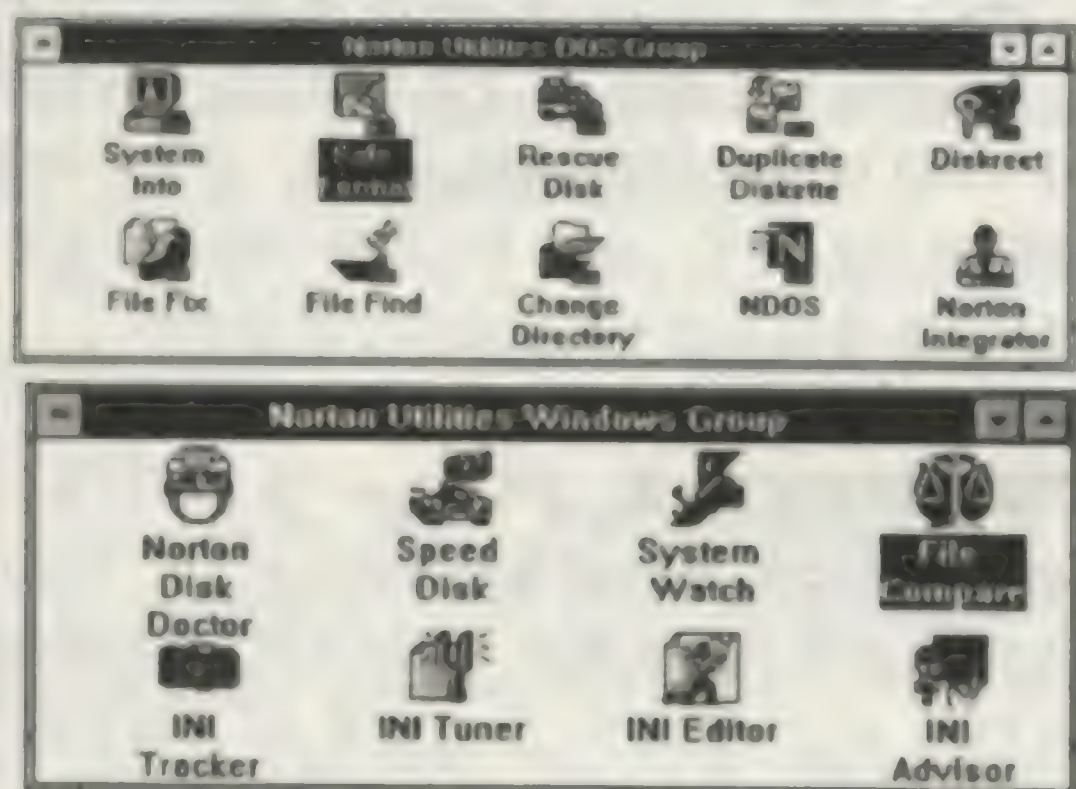 Norton Utilities DOS Group
System
Info
Safe
Format
Rescue
Disk
Duplicate
Diskette
Diskreet
File Fix
File Find
Change
Directory
NDOS
Norton
Integrator
Norton Utilities Windows Group
Norton
Disk
Doctor
Speed
Disk
System
Watch
File
Compare
INI
Tracker
INI Tuner
INI Editor
INI
Advisor